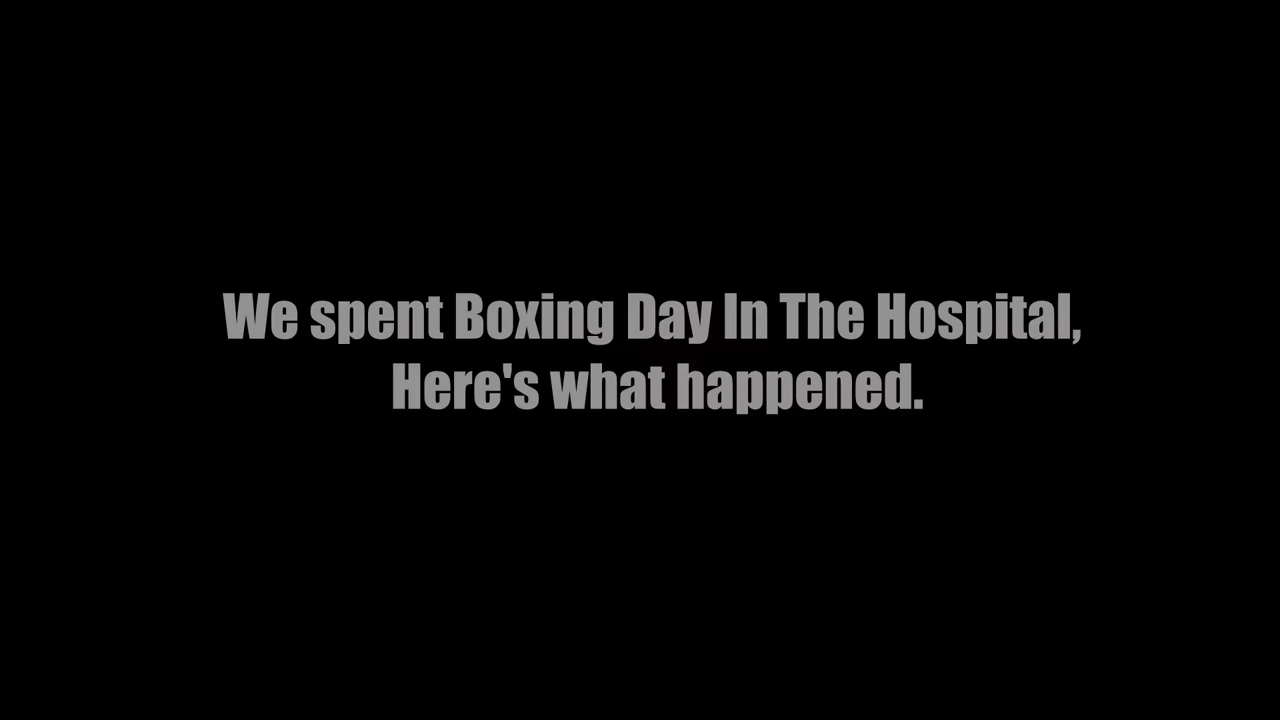 We spent Boxing Day In The Hospital,
Here's what happened.